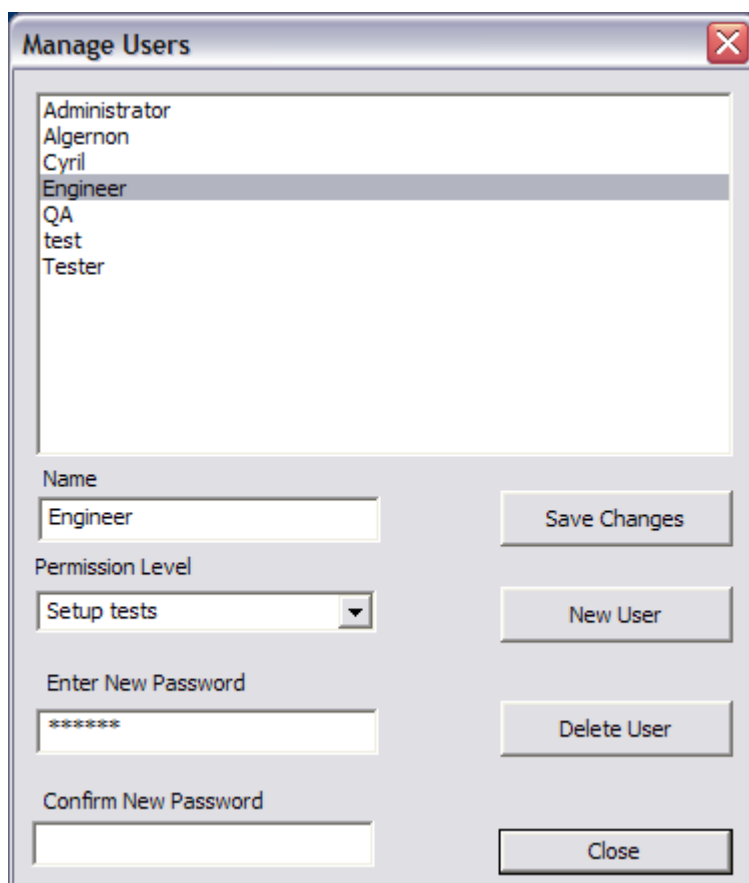 Manage Users
Administrator
Algernon
Cyril
Engineer
QA
test
Tester
Name
Engineer
Save Changes
Permission Level
Setup tests
New User
Enter New Password
******
Delete User
Confirm New Password
Close